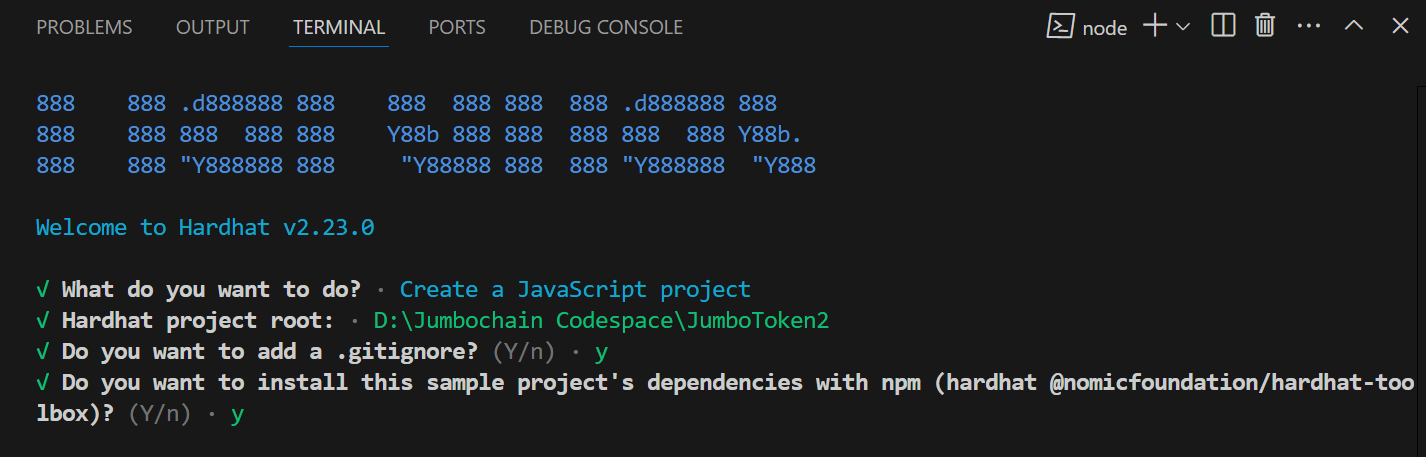 PROBLEMS OUTPUT TERMINAL PORTS DEBUG CONSOLE node
888    888 .d888888 888    888  888 888  888 .d888888 888
888    888 888  888 888    Y88b 888 888  888 888  888 Y88b.
888    888 "Y888888 888     "Y88888 888  888 "Y888888  "Y888
Welcome to Hardhat v2.23.0
√ What do you want to do? · Create a JavaScript project
√ Hardhat project root: · D:\Jumbochain Codespace\JumboToken2
√ Do you want to add a .gitignore? (Y/n) · y
√ Do you want to install this sample project's dependencies with npm (hardhat @nomicfoundation/hardhat-too
lbox)? (Y/n) · y